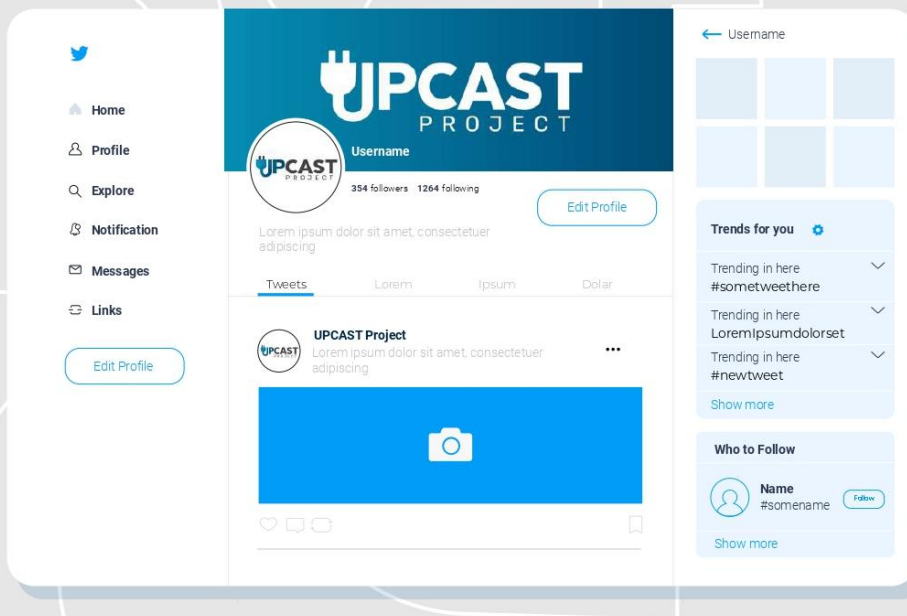 Home
Profile
Explore
Notification
Messages
Links
Edit Profile
UPCAST
PROJECT
UPCAST
PROJECT
Username
354 followers 1264 following
Edit Profile
Lorem ipsum dolor sit amet, consectetuer
adipiscing
Tweets Lorem Ipsum Dolar
UPCAST
PROJECT
UPCAST Project
Lorem ipsum dolor sit amet, consectetuer
adipiscing
Username
Trends for you
Trending in here
#sometweethere
Trending in here
LoremIpsumdolorset
Trending in here
#newtweet
Show more
Who to Follow
Name
#somename
Follow
Show more